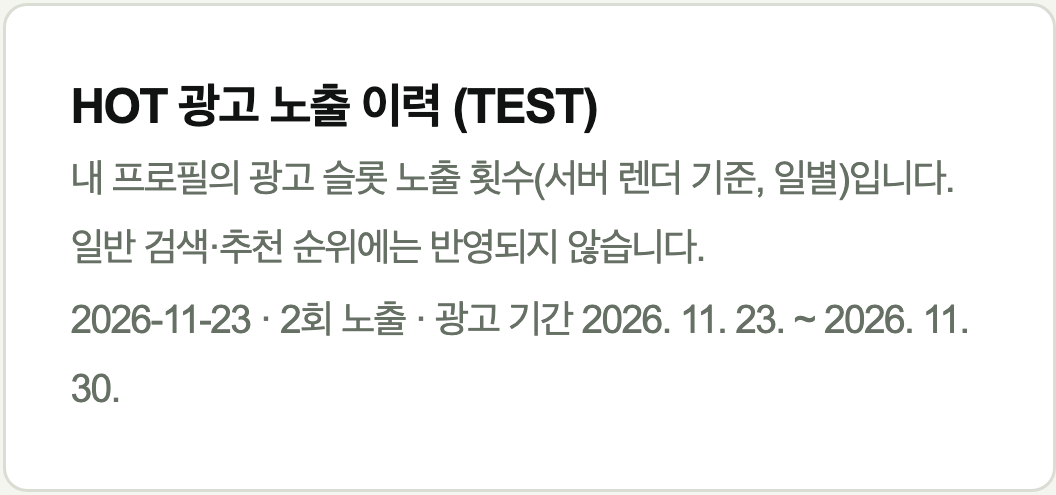 HOT 광고 노출 이력 (TEST)
내 프로필의 광고 슬롯 노출 횟수(서버 렌더 기준, 일별)입니다.
일반 검색·추천 순위에는 반영되지 않습니다.
2026-11-23 · 2회 노출 · 광고 기간 2026. 11. 23. ~ 2026. 11.
30.